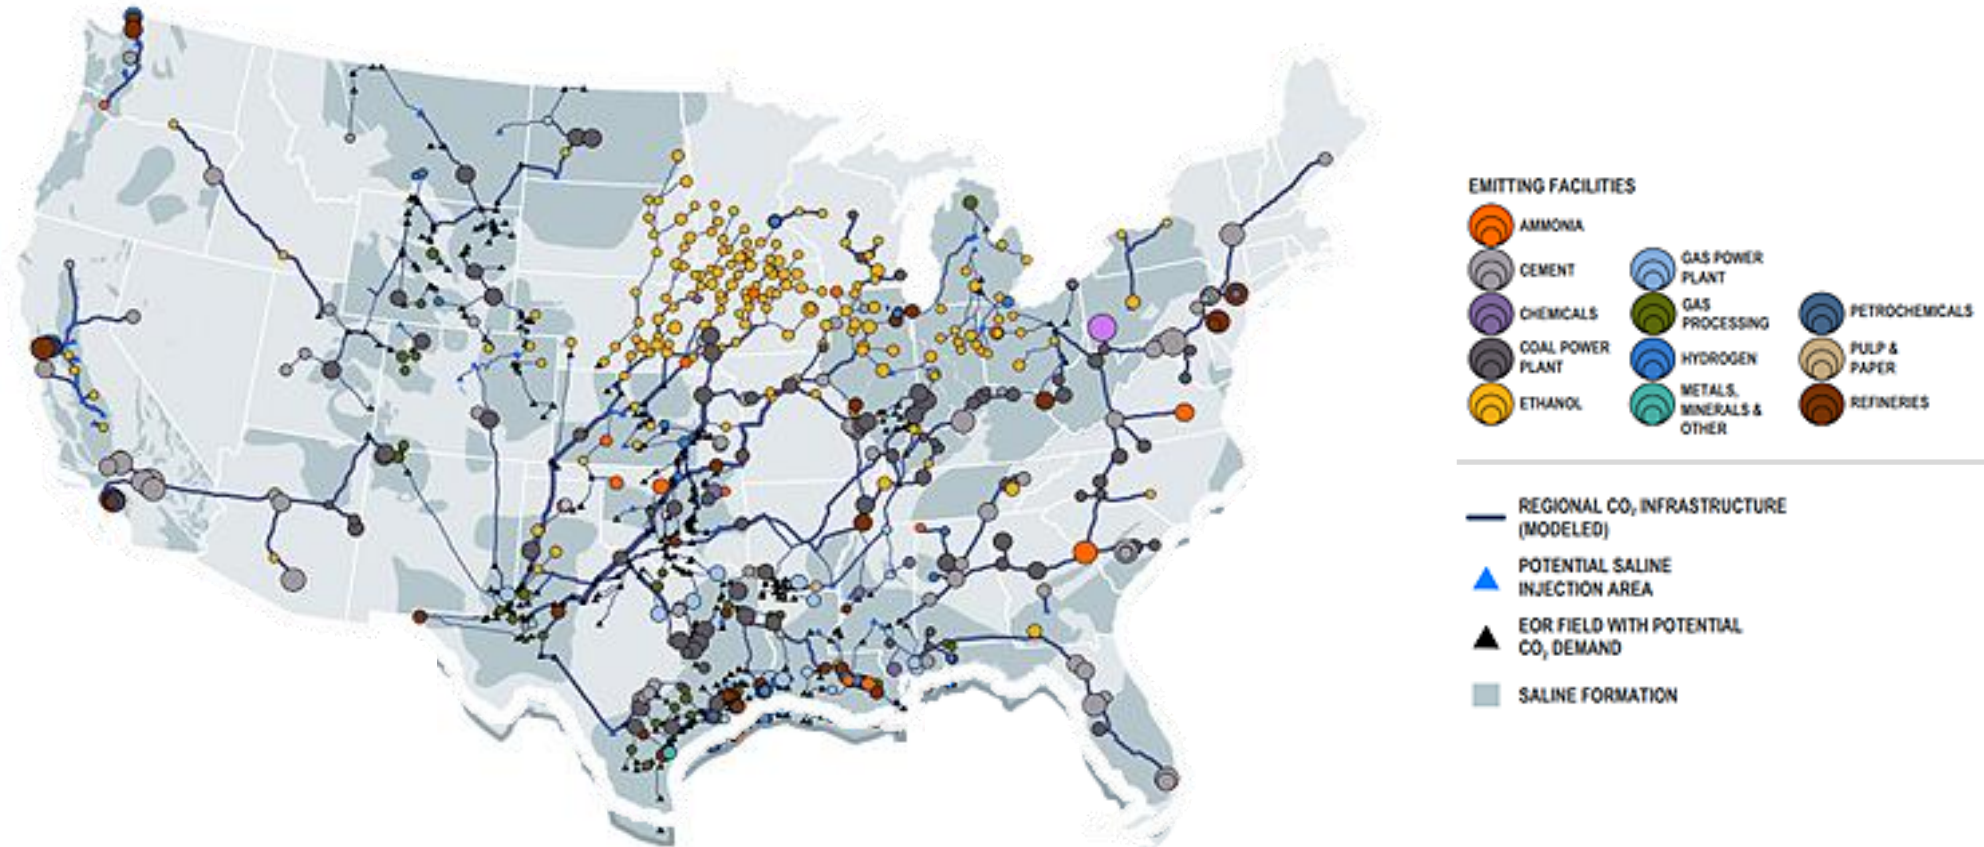 EMITTING FACILITIES
AMMONIA
CEMENT
CHEMICALS
COAL POWER
PLANT
ETHANOL
GAS POWER
PLANT
GAS
PROCESSING
HYDROGEN
METALS,
MINERALS &
OTHER
PETROCHEMICALS
PULP &
PAPER
REFINERIES
REGIONAL CO₂ INFRASTRUCTURE
(MODELED)
POTENTIAL SALINE
INJECTION AREA
EOR FIELD WITH POTENTIAL
CO₂ DEMAND
SALINE FORMATION